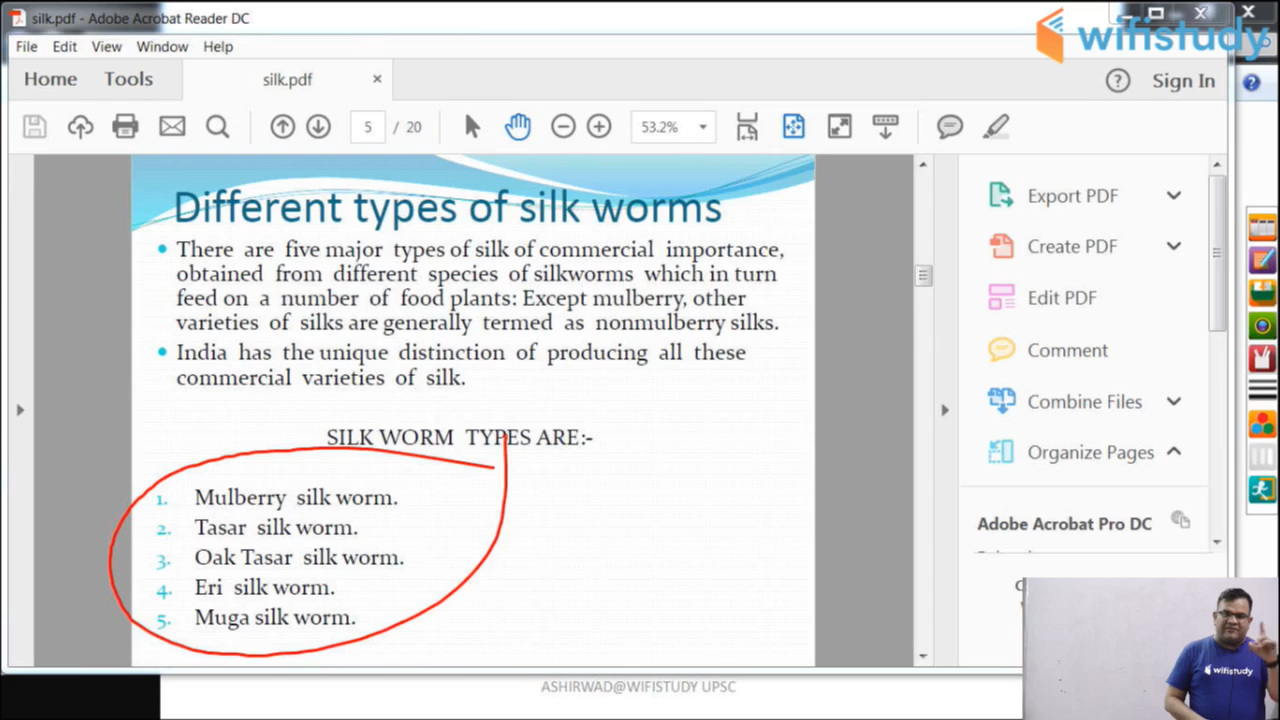 silk.pdf - Adobe Acrobat Reader DC
wifistudy
File Edit View Window Help
Home Tools silk.pdf × ? Sign In
5 / 20 53.2%
Different types of silk worms
• There are five major types of silk of commercial importance,
obtained from different species of silkworms which in turn
feed on a number of food plants: Except mulberry, other
varieties of silks are generally termed as nonmulberry silks.
• India has the unique distinction of producing all these
commercial varieties of silk.
SILK WORM TYPES ARE:-
1. Mulberry silk worm.
2. Tasar silk worm.
3. Oak Tasar silk worm.
4. Eri silk worm.
5. Muga silk worm.
Export PDF
Create PDF
Edit PDF
Comment
Combine Files
Organize Pages
Adobe Acrobat Pro DC
wifistudy
ASHIRWAD@WIFISTUDY UPSC